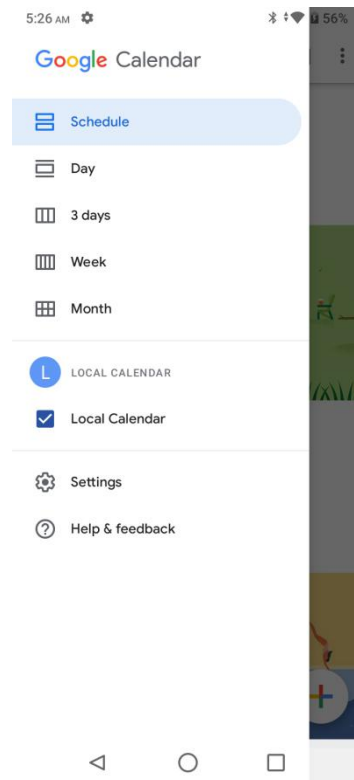 5:26 AM 56%
Google Calendar
Schedule
Day
3 days
Week
Month
L LOCAL CALENDAR
Local Calendar
Settings
Help & feedback